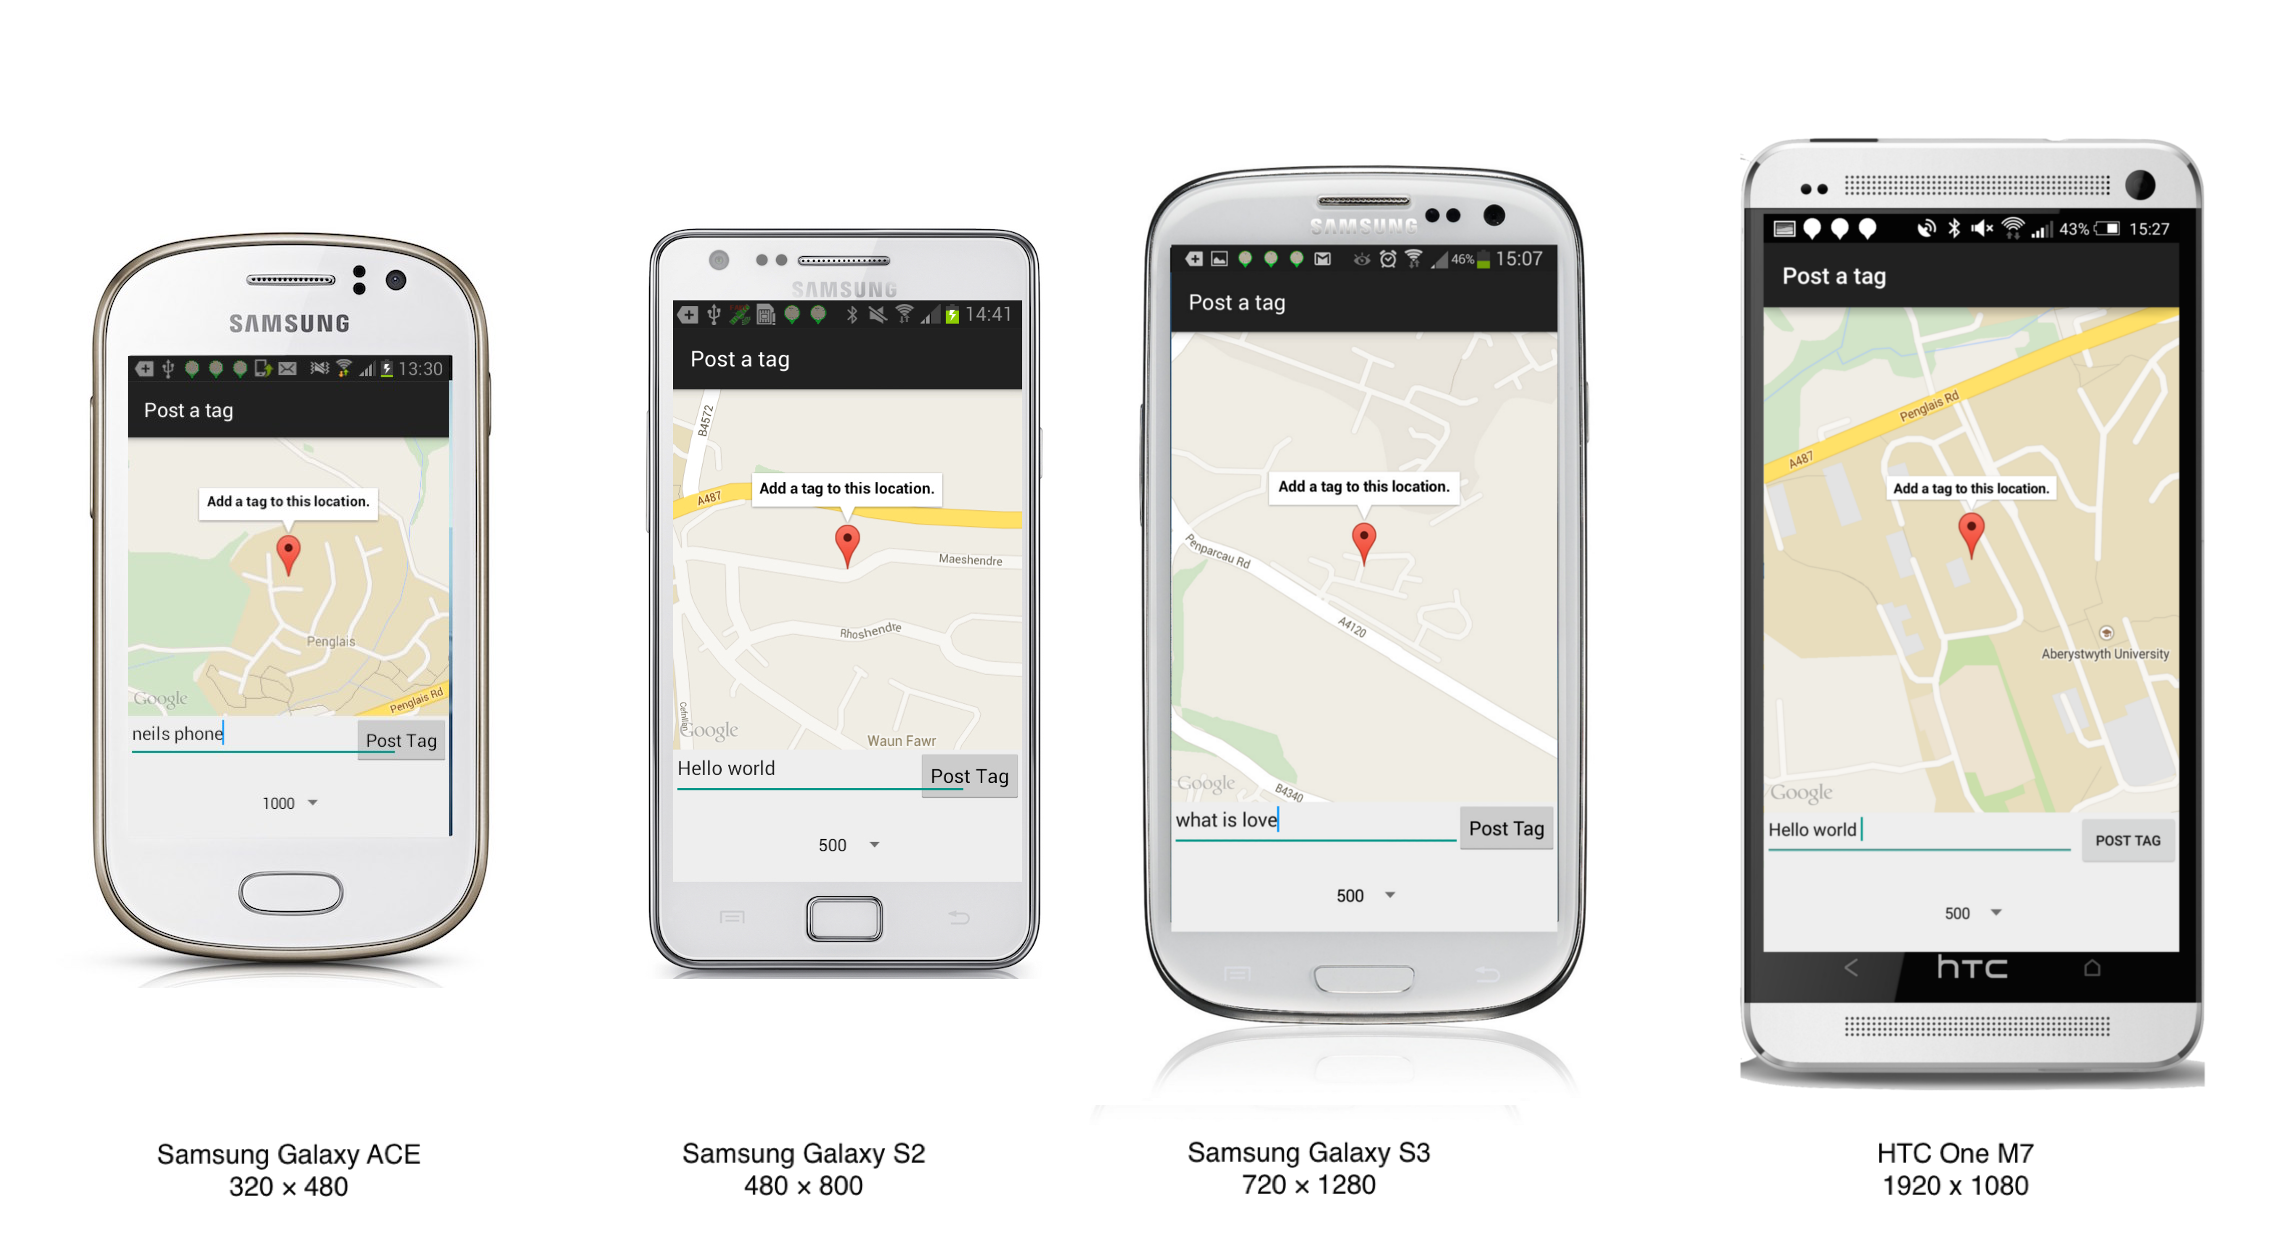 SAMSUNG
13:30
Post a tag
Add a tag to this location.
Penglais
Google
Penglais Rd
neils phone
Post Tag
1000
Samsung Galaxy ACE
320 × 480
SAMSUNG
14:41
Post a tag
B4572
A487
Add a tag to this location.
Maeshendre
Rhoshendre
Google
Waun Fawr
Hello world
Post Tag
500
Samsung Galaxy S2
480 × 800
SAMSUNG
46% 15:07
Post a tag
Add a tag to this location.
Penparcau Rd
A4120
Google
B4340
what is love
Post Tag
500
Samsung Galaxy S3
720 × 1280
43% 15:27
Post a tag
Penglais Rd
A487
Add a tag to this location.
Aberystwyth University
Google
Hello world
POST TAG
500
hTC
HTC One M7
1920 x 1080